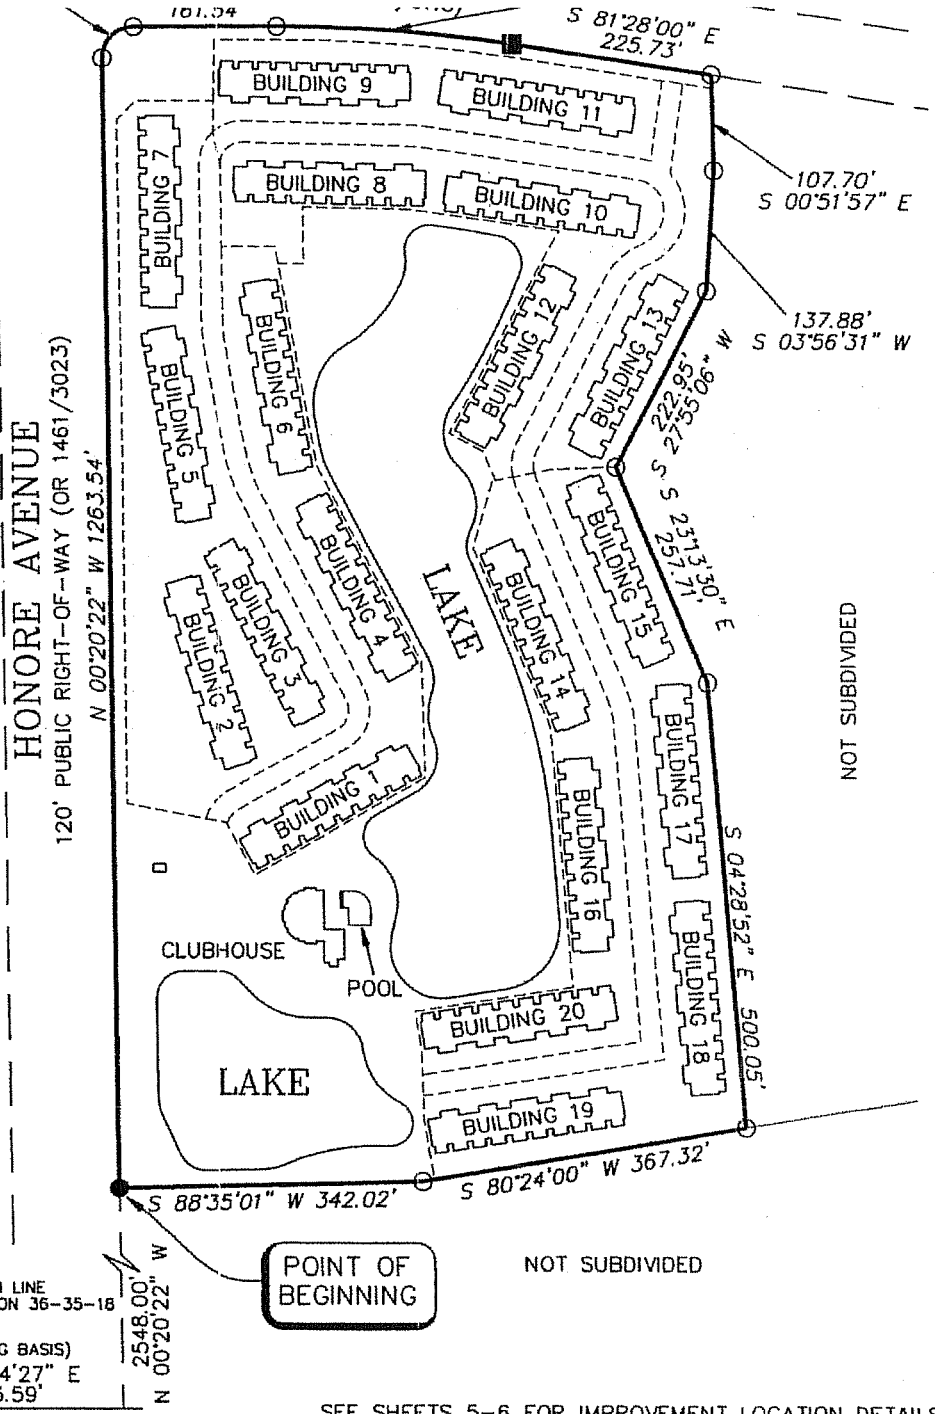 161.54
S 81°28'00" E
225.73'
BUILDING 9
BUILDING 11
BUILDING 7
BUILDING 8
BUILDING 10
107.70'
S 00°51'57" E
137.88'
S 03°56'31" W
BUILDING 12
BUILDING 13
222.95'
S 27°55'06" W
BUILDING 6
BUILDING 5
HONORE AVENUE
120' PUBLIC RIGHT-OF-WAY (OR 1461/3023)
N 00°20'22" W 1263.54'
S 23°13'30" E
257.71'
BUILDING 4
LAKE
BUILDING 15
BUILDING 14
BUILDING 3
BUILDING 2
NOT SUBDIVIDED
BUILDING 1
BUILDING 17
BUILDING 16
S 04°28'52" E 500.05'
CLUBHOUSE
POOL
BUILDING 18
BUILDING 20
LAKE
BUILDING 19
S 88°35'01" W 342.02'
S 80°24'00" W 367.32'
POINT OF
BEGINNING
NOT SUBDIVIDED
LINE
ON 36-35-18
2548.00'
N 00°20'22" W
G BASIS)
4'27" E
.59'
SEE SHEETS 5-6 FOR IMPROVEMENT LOCATION DETAILS